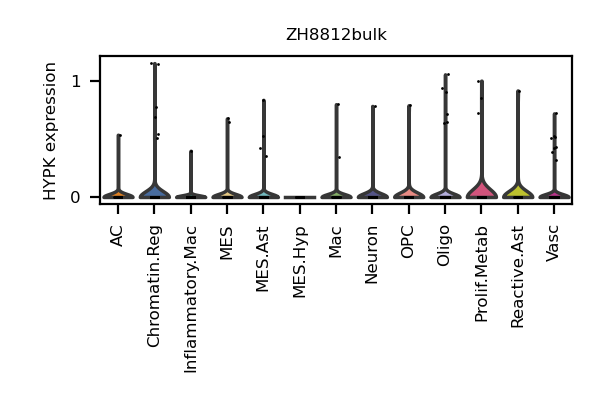 ZH8812bulk
HYPK expression
1
0
AC
Chromatin.Reg
Inflammatory.Mac
MES
MES.Ast
MES.Hyp
Mac
Neuron
OPC
Oligo
Prolif.Metab
Reactive.Ast
Vasc